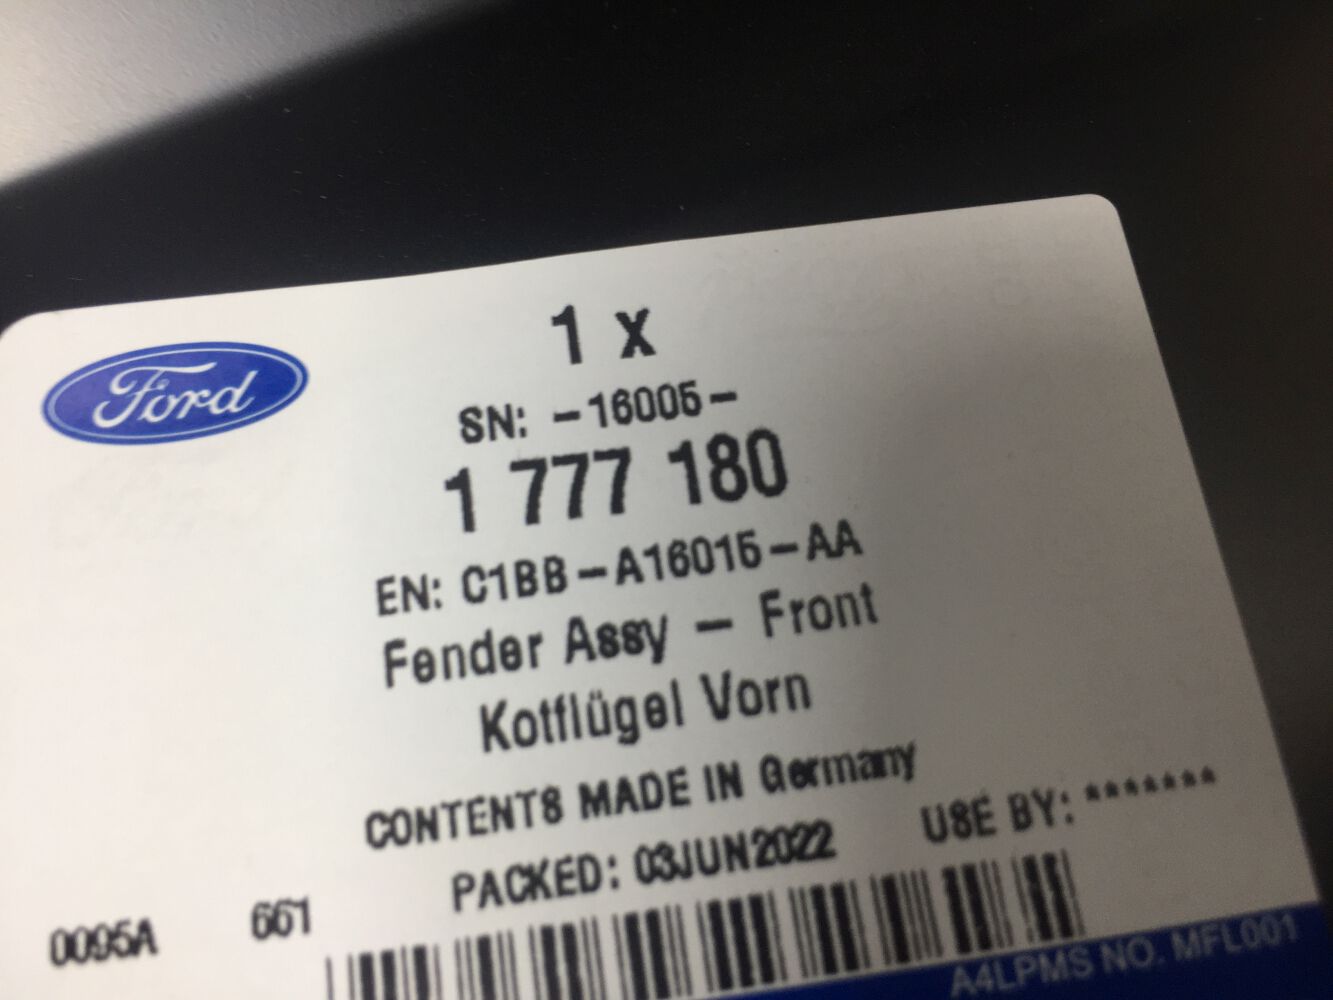 1 x
Ford
SN: -16005-
1 777 180
EN: C1BB-A16015-AA
Fender Assy - Front
Kotflügel Vorn
CONTENTS MADE IN Germany
PACKED: 03JUN2022 USE BY: *******
0095A 661
A4LPMS NO. MFL001